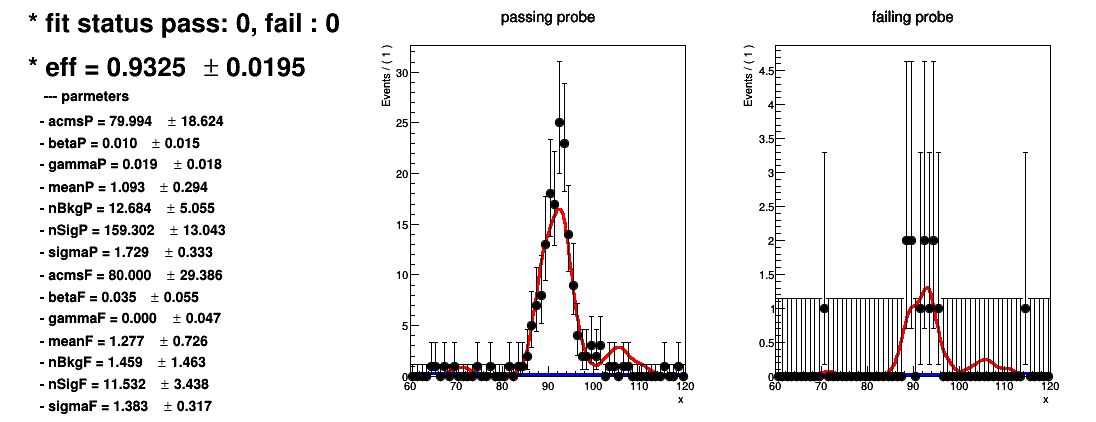 * fit status pass: 0, fail : 0
* eff = 0.9325 ± 0.0195
--- parmeters
- acmsP = 79.994 ± 18.624
- betaP = 0.010 ± 0.015
- gammaP = 0.019 ± 0.018
- meanP = 1.093 ± 0.294
- nBkgP = 12.684 ± 5.055
- nSigP = 159.302 ± 13.043
- sigmaP = 1.729 ± 0.333
- acmsF = 80.000 ± 29.386
- betaF = 0.035 ± 0.055
- gammaF = 0.000 ± 0.047
- meanF = 1.277 ± 0.726
- nBkgF = 1.459 ± 1.463
- nSigF = 11.532 ± 3.438
- sigmaF = 1.383 ± 0.317
passing probe
Events / ( 1 )
30
25
20
15
10
5
0
60 70 80 90 100 110 120
x
failing probe
Events / ( 1 )
4.5
4
3.5
3
2.5
2
1.5
1
0.5
0
60 70 80 90 100 110 120
x